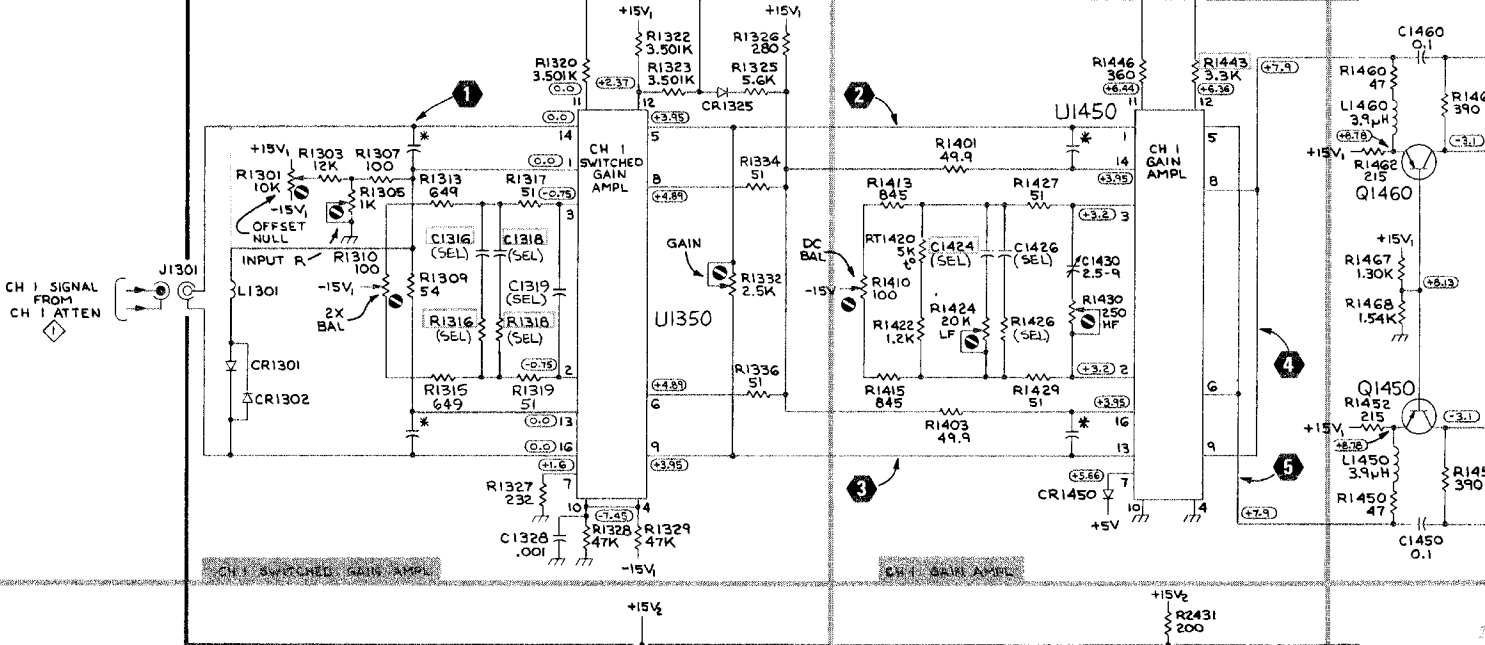 +15V₁
+15V₁
R1322
3.501K
R1326
280
R1320
3.501K
(0.0)
+2.37
R1323
3.501K
R1325
5.6K
CR1325
R1446
360
+6.44
R1443
3.3K
+6.36
+7.9
C1460
0.1
R1460
47
L1460
3.9µH
+8.78
390
-3.1
+15V₁
R1462
215
Q1460
1
2
11
12
11
12
U1450
0.0
14
+3.95
5
CH 1
SWITCHED
GAIN
AMPL
1
CH 1
GAIN
AMPL
5
+15V₁
R1303
12K
R1307
100
*
0.0
1
R1401
49.9
*
14
+3.95
R1301
10K
-15V₁
OFFSET
NULL
R1305
1K
INPUT R
R1313
649
R1317
51
-0.75
3
8
+4.89
R1334
51
R1413
845
R1427
51
+3.2
3
8
R1310
100
-15V₁
2X
BAL
R1309
54
C1316
(SEL)
C1318
(SEL)
C1319
(SEL)
R1316
(SEL)
R1318
(SEL)
GAIN
R1332
2.5K
U1350
DC
BAL
-15V
R1410
100
RT1420
5K
t°
C1424
(SEL)
C1426
(SEL)
C1430
2.5-9
R1422
1.2K
R1424
20K
LF
R1426
(SEL)
R1430
250
HF
+15V₁
R1467
1.30K
+8.13
R1468
1.54K
J1301
CH 1 SIGNAL
FROM
CH 1 ATTEN
1
L1301
CR1301
CR1302
-0.75
2
R1315
649
R1319
51
+4.89
6
R1336
51
R1415
845
R1429
51
+3.2
2
6
4
*
0.0
13
0.0
16
9
+3.95
R1403
49.9
+3.95
16
*
13
9
Q1450
R1452
215
+15V₁
+8.78
-3.1
L1450
3.9µH
R1450
47
390
C1450
0.1
+1.6
7
R1327
232
10
4
-7.45
C1328
.001
R1328
47K
R1329
47K
-15V₁
3
+5.66
7
CR1450
+5V
10
4
5
+7.9
CH 1 SWITCHED GAIN AMPL
CH 1 GAIN AMPL
+15V₂
+15V₂
R2431
200